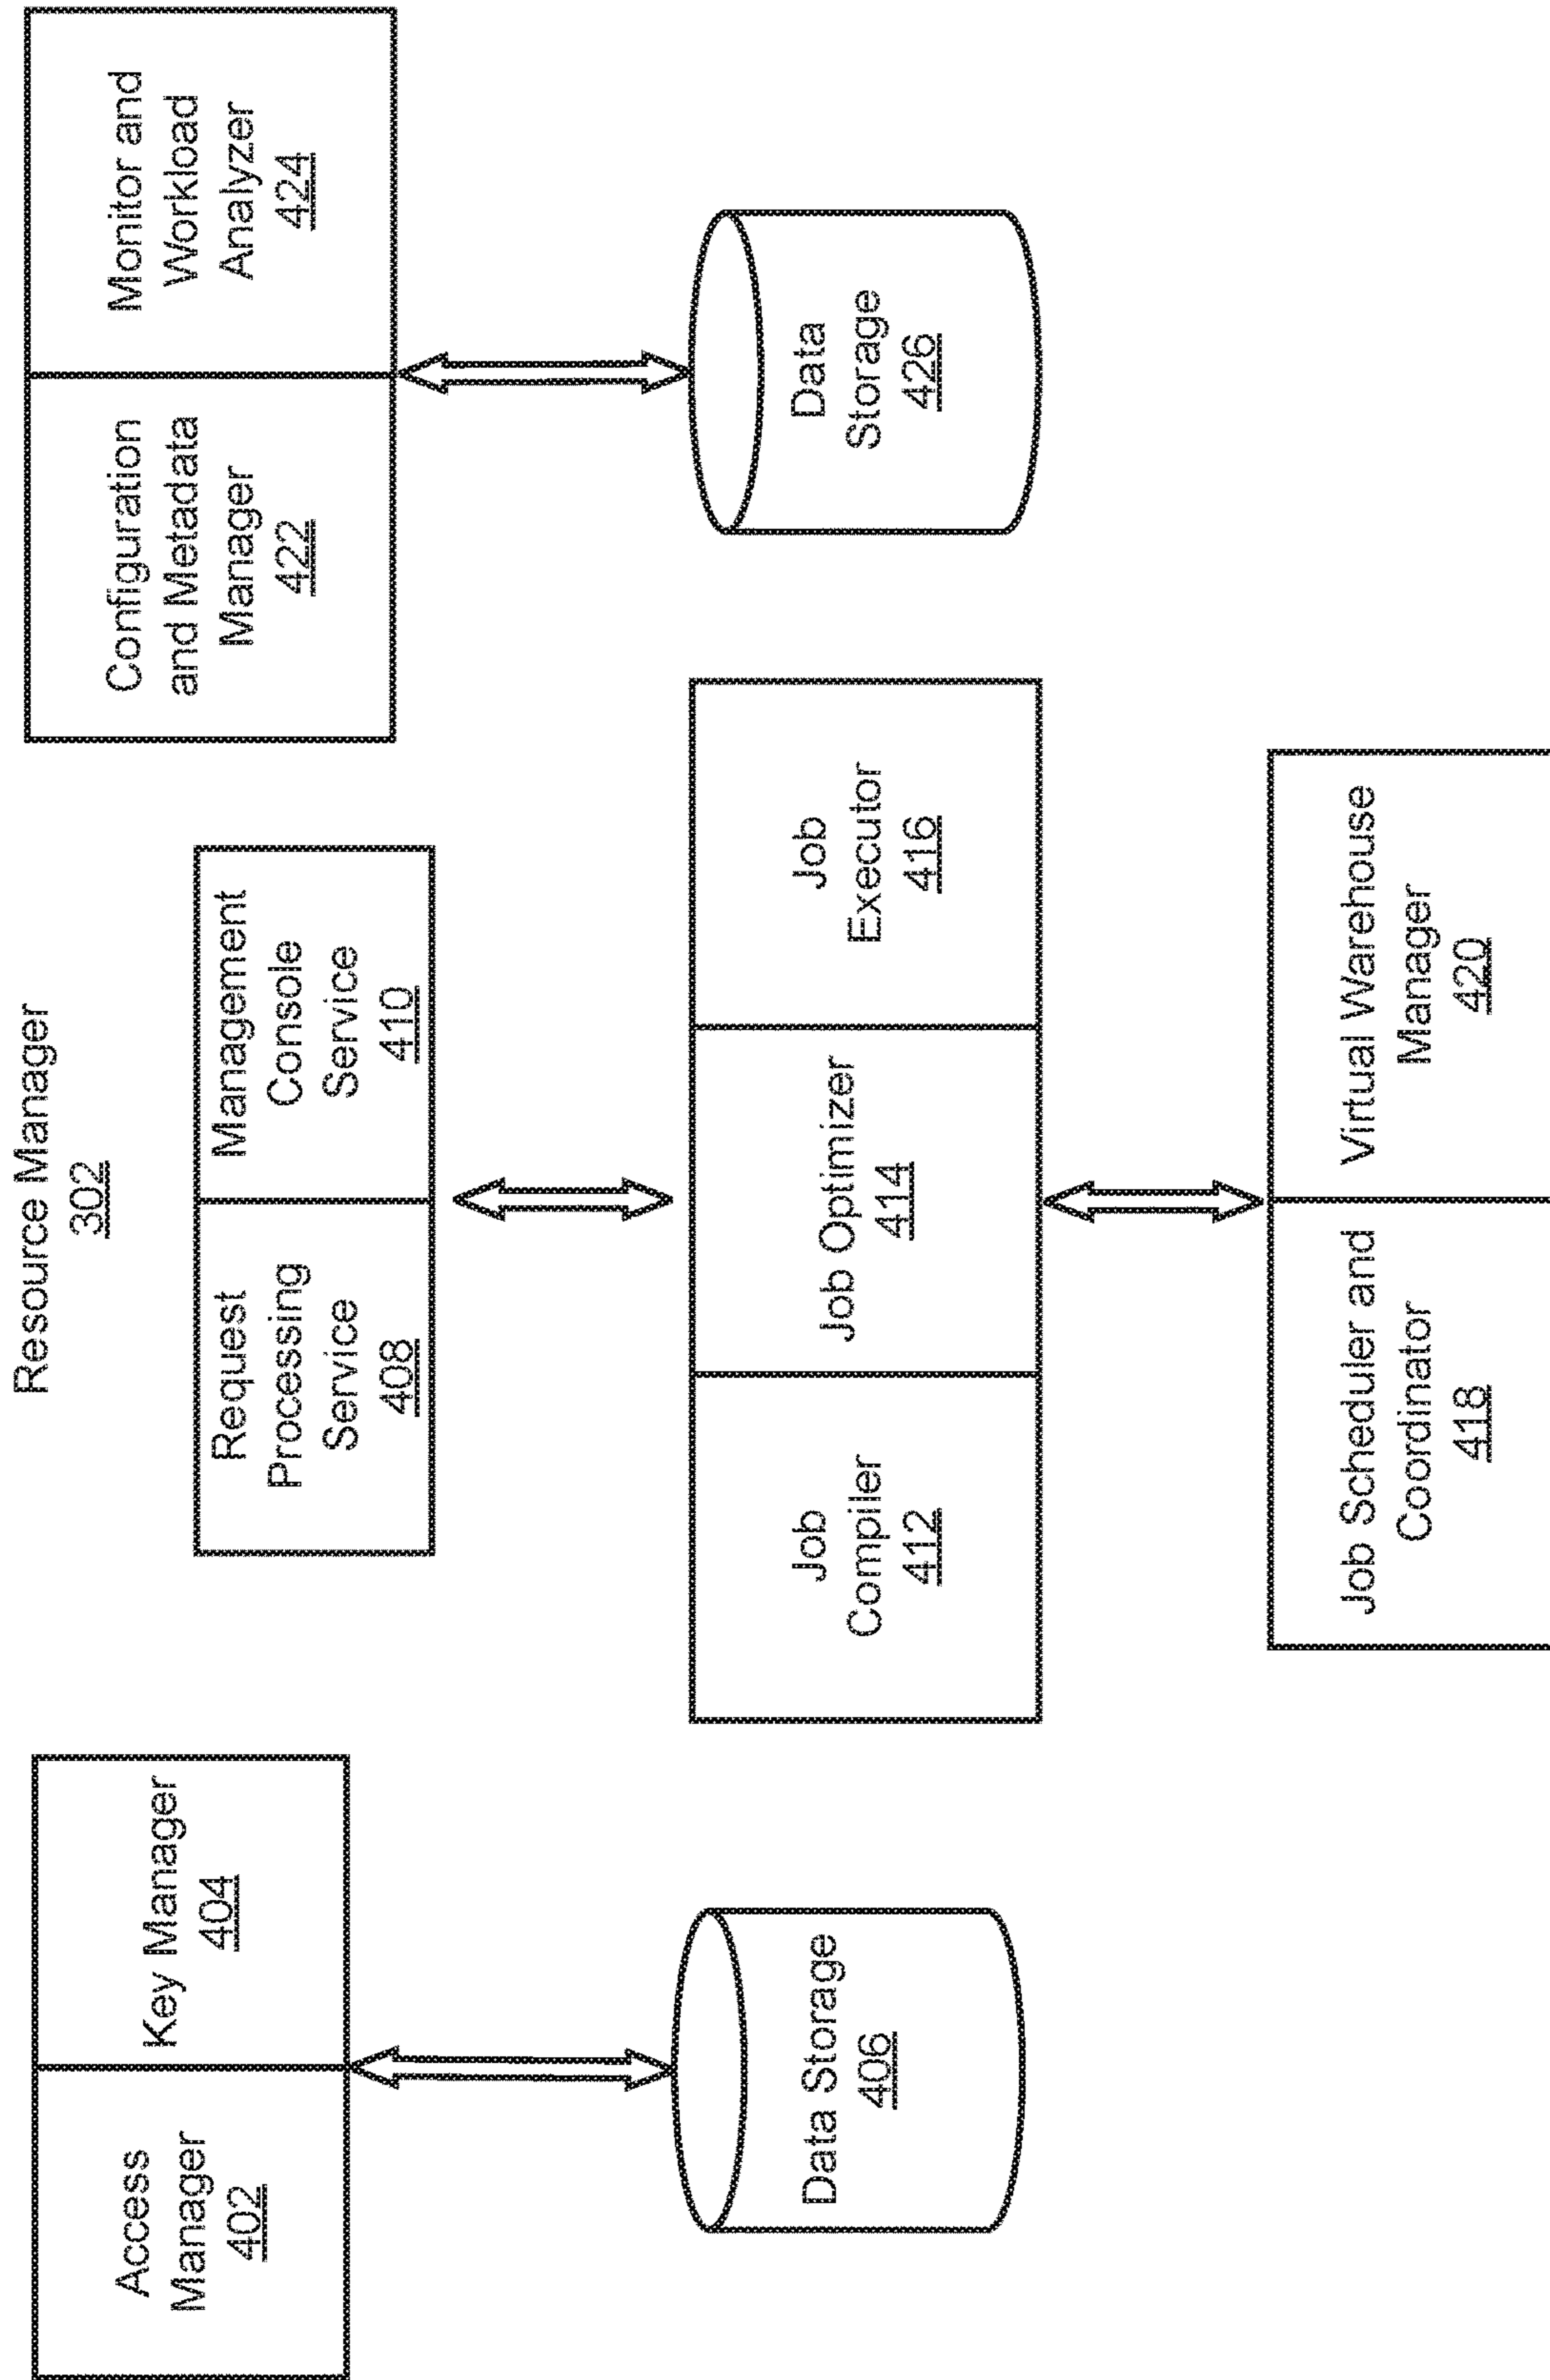 Resource Manager
302
Access
Manager
402
Key Manager
404
Data Storage
406
Request
Processing
Service
408
Management
Console
Service
410
Job
Compiler
412
Job Optimizer
414
Job
Executor
416
Job Scheduler and
Coordinator
418
Virtual Warehouse
Manager
420
Configuration
and Metadata
Manager
422
Monitor and
Workload
Analyzer
424
Data
Storage
426